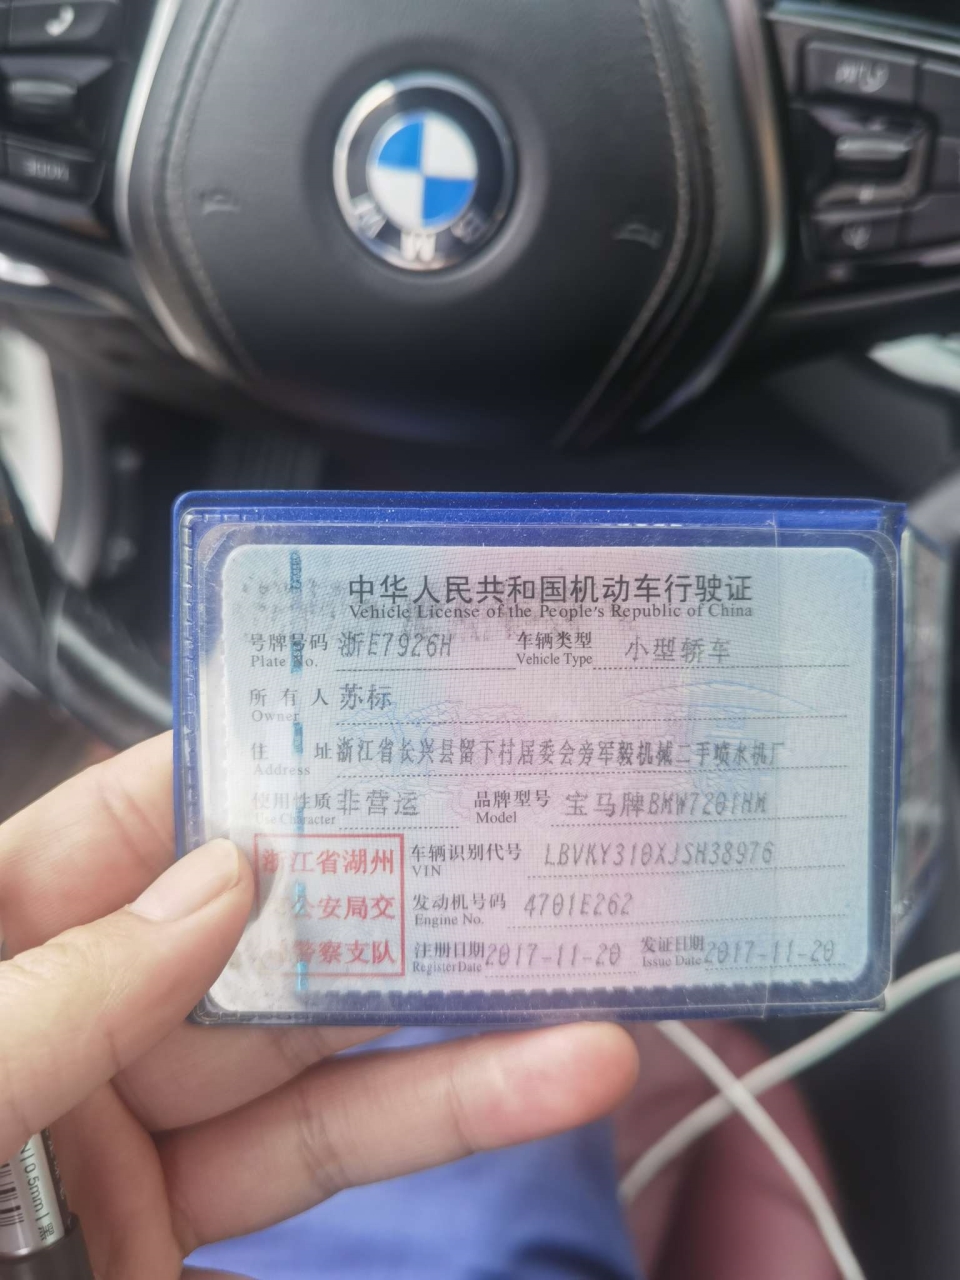 MODE
BMW
中华人民共和国机动车行驶证
Vehicle License of the People's Republic of China
号牌号码 浙E7926H 车辆类型 小型轿车
Plate No. Vehicle Type
所有人 苏标
Owner
住址 浙江省长兴县留下村居委会旁军毅机械二手喷水机厂
Address
使用性质 非营运 品牌型号 宝马牌BMW7201HM
Use Character Model
浙江省湖州
公安局交
警察支队
车辆识别代号 LBVKY310XJSH38976
VIN
发动机号码 4701E262
Engine No.
注册日期 2017-11-20 发证日期 2017-11-20
Register Date Issue Date
0.5mm 黑